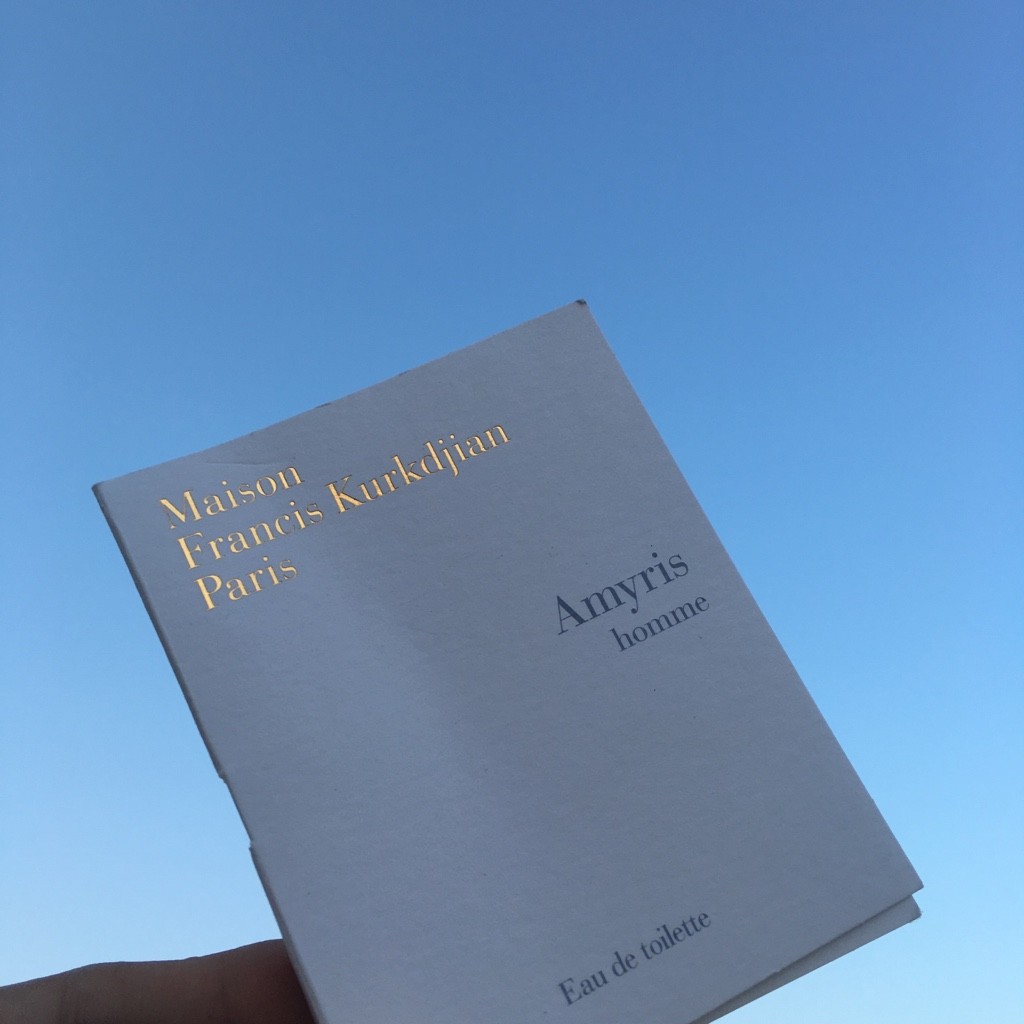 Maison
Francis Kurkdjian
Paris
Amyris
homme
Eau de toilette